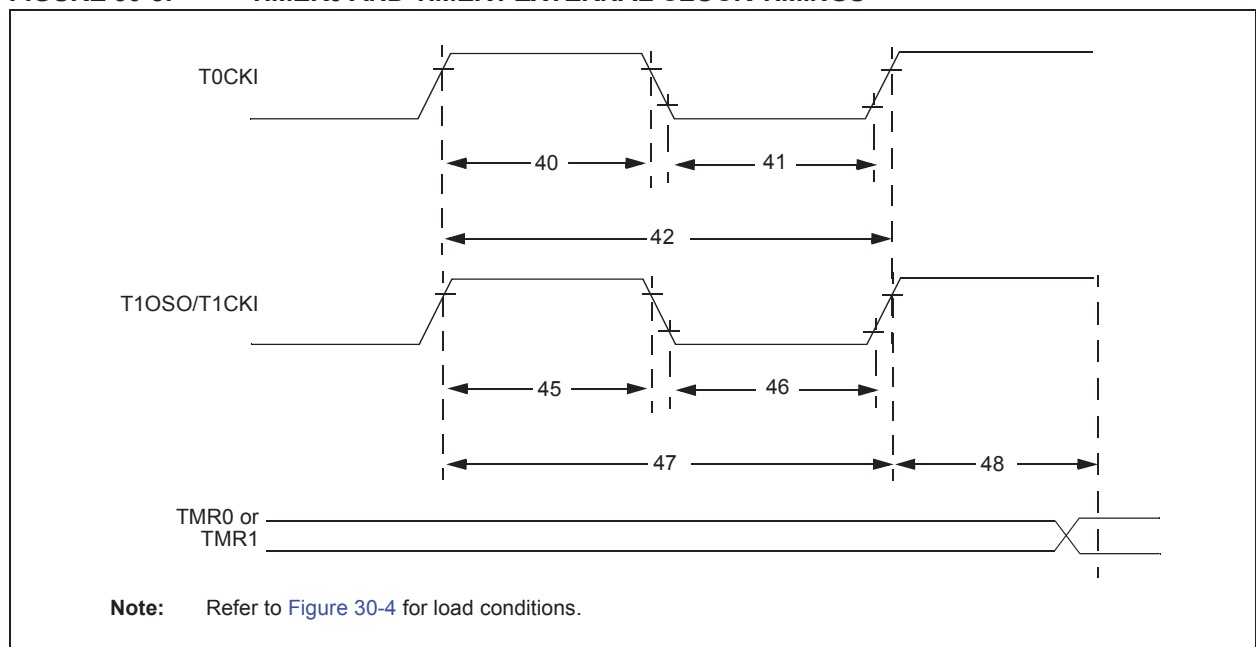 T0CKI
40
41
42
T1OSO/T1CKI
45
46
47
48
TMR0 or
TMR1
Note: Refer to Figure 30-4 for load conditions.